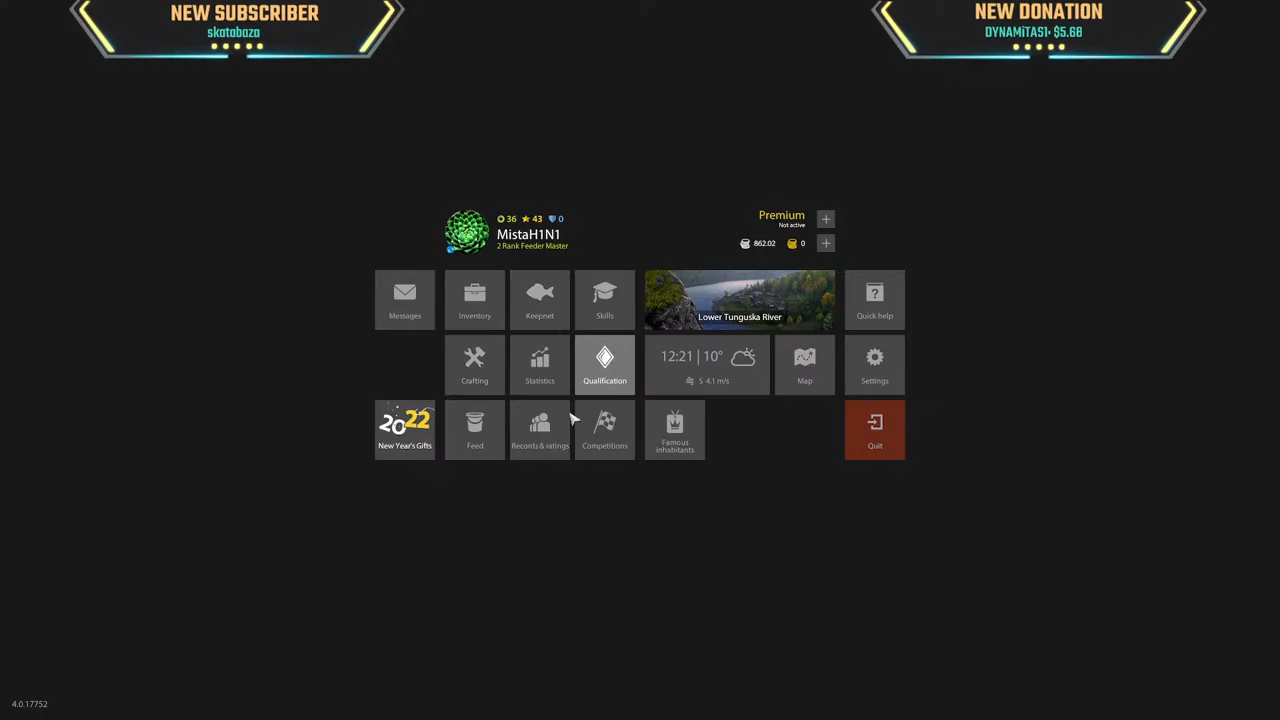 NEW SUBSCRIBER
skatabaza
NEW DONATION
DYNAMiTAS1• $5.60
36 43 0
MistaH1N1
2 Rank Feeder Master
Premium
Not active
862.02 0
Messages
Inventory
Keepnet
Skills
Lower Tunguska River
Quick help
Crafting
Statistics
Qualification
12:21 | 10°
S 4.1 m/s
Map
Settings
2022
New Year's Gifts
Feed
Records & ratings
Competitions
Famous
inhabitants
Quit
4.0.17752